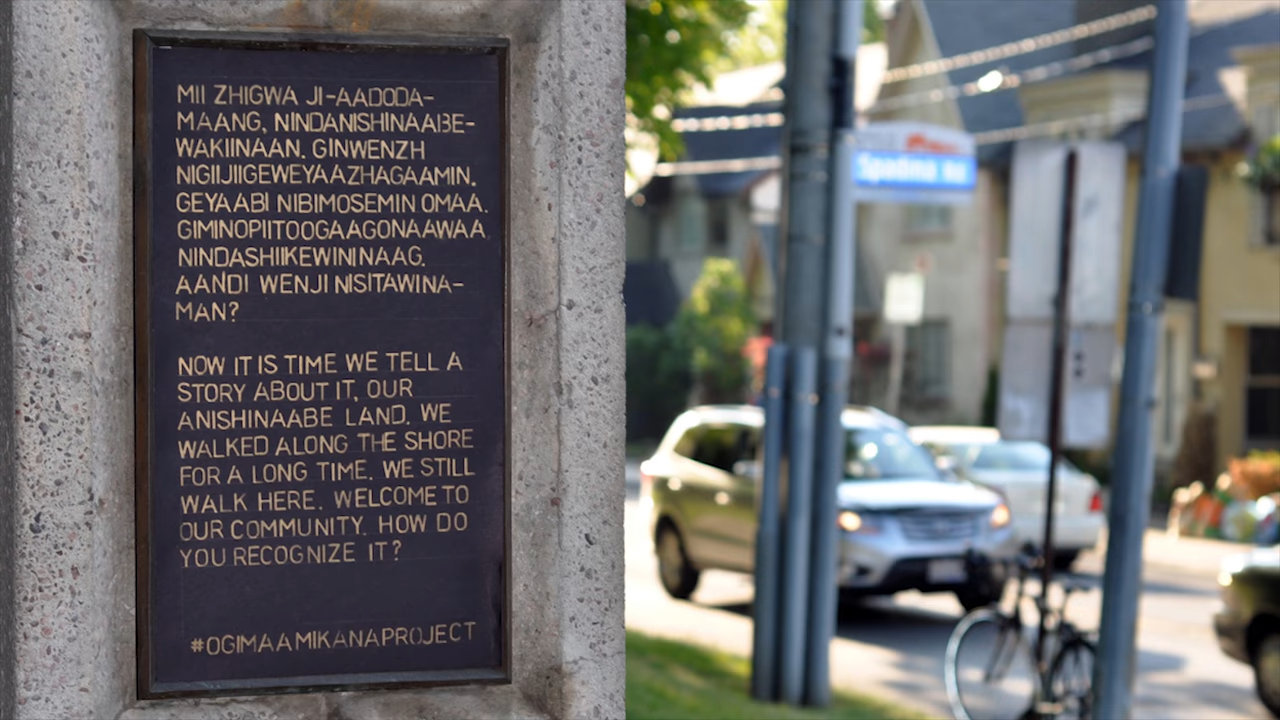 MII ZHIGWA JI-AADODA-
MAANG, NINDANISHINAABE-
WAKIINAAN. GINWENZH
NIGIIJIIGEWEYAAZHAGAAMIN.
GEYAABI NIBIMOSEMIN OMAA.
GIMINOPIITOOGAAGONAAWAA
NINDASHIIKEWININAAG.
AANDI WENJI NISITAWINA-
MAN?
NOW IT IS TIME WE TELL A
STORY ABOUT IT, OUR
ANISHINAABE LAND. WE
WALKED ALONG THE SHORE
FOR A LONG TIME. WE STILL
WALK HERE. WELCOME TO
OUR COMMUNITY. HOW DO
YOU RECOGNIZE IT?
#OGIMAAMIKANAPROJECT
Spadina Rd